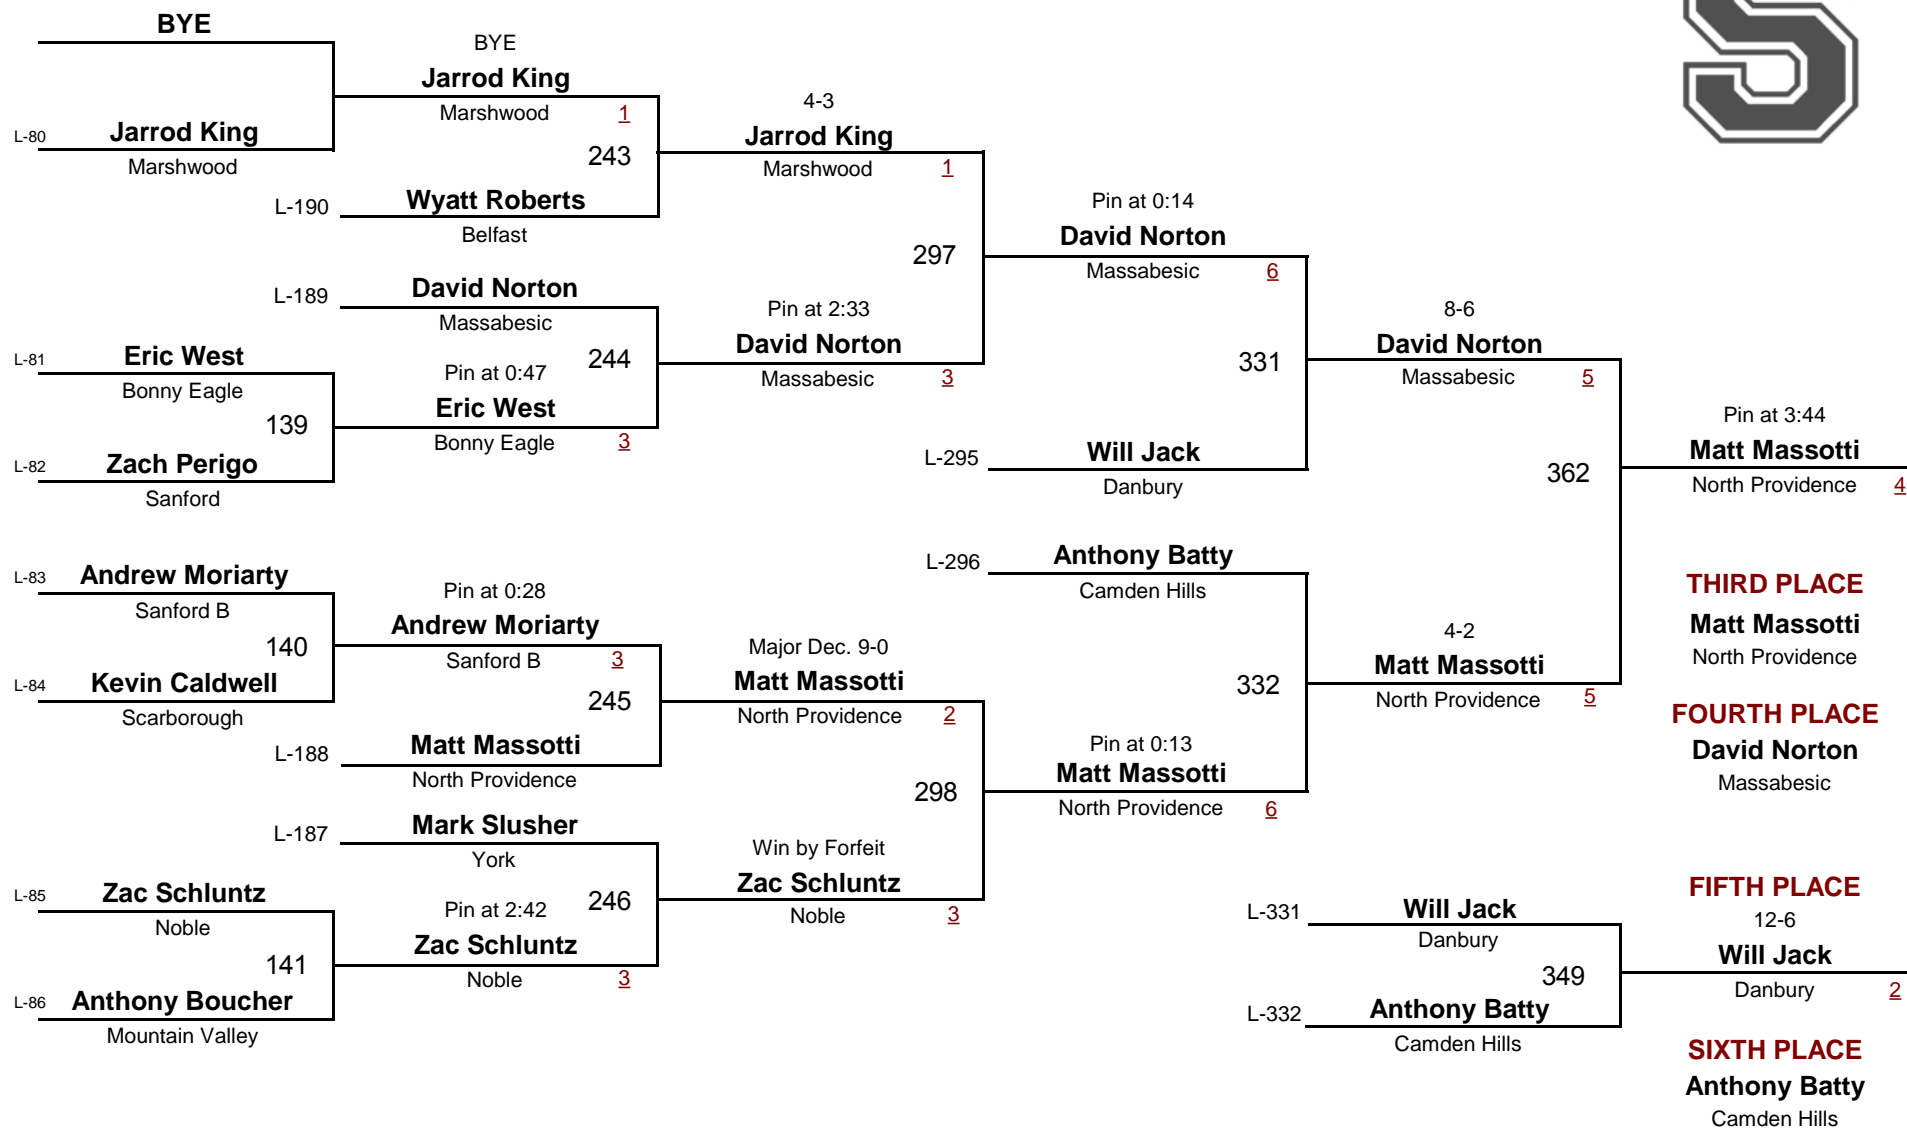 BYE
L-80 Jarrod King
Marshwood
BYE
Jarrod King
Marshwood 1
243
L-190 Wyatt Roberts
Belfast
4-3
Jarrod King
Marshwood 1
L-189 David Norton
Massabesic
L-81 Eric West
Bonny Eagle
139
L-82 Zach Perigo
Sanford
Pin at 0:47
Eric West
Bonny Eagle 3
244
Pin at 2:33
David Norton
Massabesic 3
297
Pin at 0:14
David Norton
Massabesic 6
331
L-295 Will Jack
Danbury
8-6
David Norton
Massabesic 5
L-83 Andrew Moriarty
Sanford B
140
L-84 Kevin Caldwell
Scarborough
Pin at 0:28
Andrew Moriarty
Sanford B 3
245
L-188 Matt Massotti
North Providence
Major Dec. 9-0
Matt Massotti
North Providence 2
L-187 Mark Slusher
York
L-85 Zac Schluntz
Noble
141
L-86 Anthony Boucher
Mountain Valley
Pin at 2:42
Zac Schluntz
Noble 3
246
Win by Forfeit
Zac Schluntz
Noble 3
298
L-296 Anthony Batty
Camden Hills
332
Pin at 0:13
Matt Massotti
North Providence 6
4-2
Matt Massotti
North Providence 5
362
Pin at 3:44
Matt Massotti
North Providence 4
THIRD PLACE
Matt Massotti
North Providence
FOURTH PLACE
David Norton
Massabesic
L-331 Will Jack
Danbury
349
L-332 Anthony Batty
Camden Hills
FIFTH PLACE
12-6
Will Jack
Danbury 2
SIXTH PLACE
Anthony Batty
Camden Hills
S